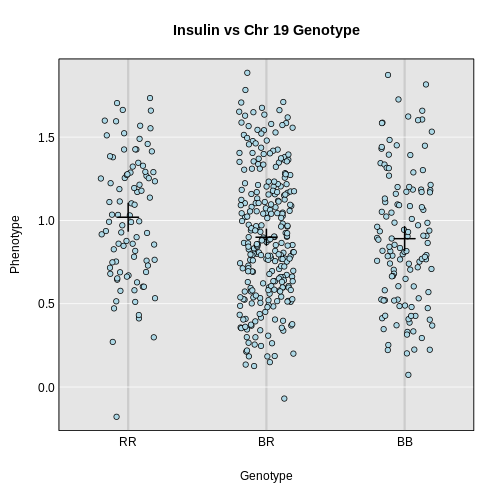 Insulin vs Chr 19 Genotype
Phenotype
1.5
1.0
0.5
0.0
RR BR BB
Genotype